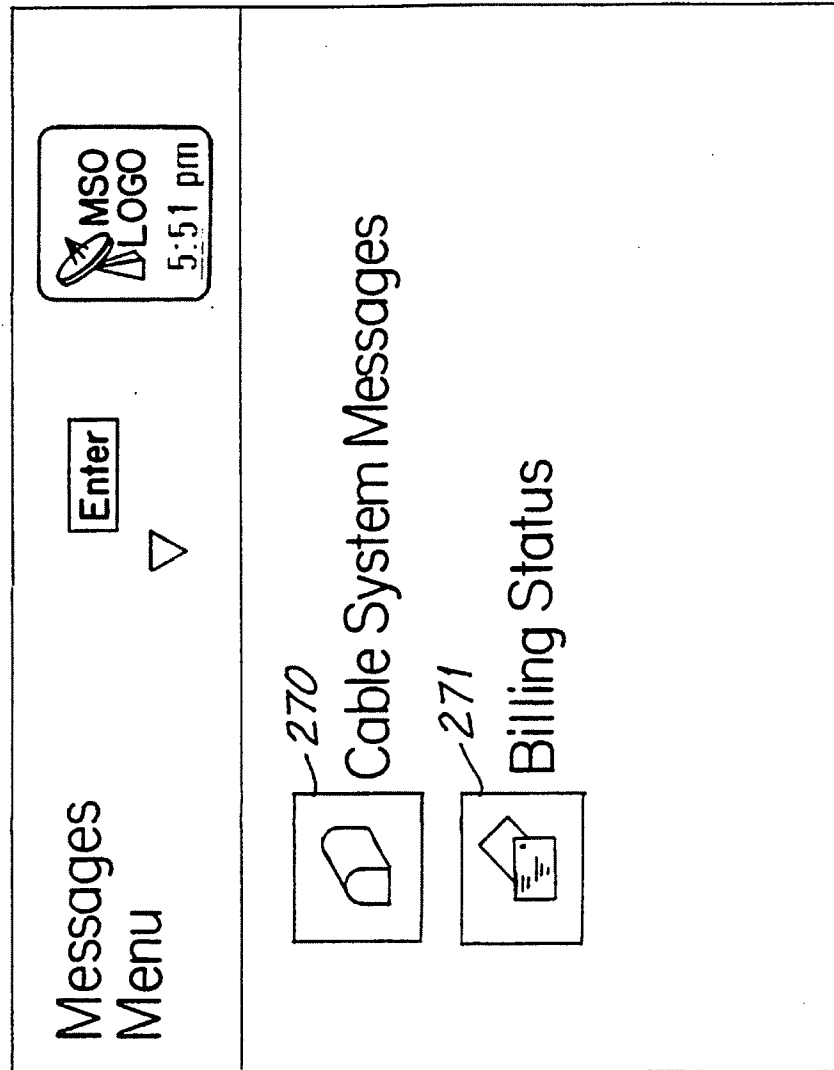 Messages
Menu
Enter
MSO
LOGO
5:51 pm
270
Cable System Messages
271
Billing Status